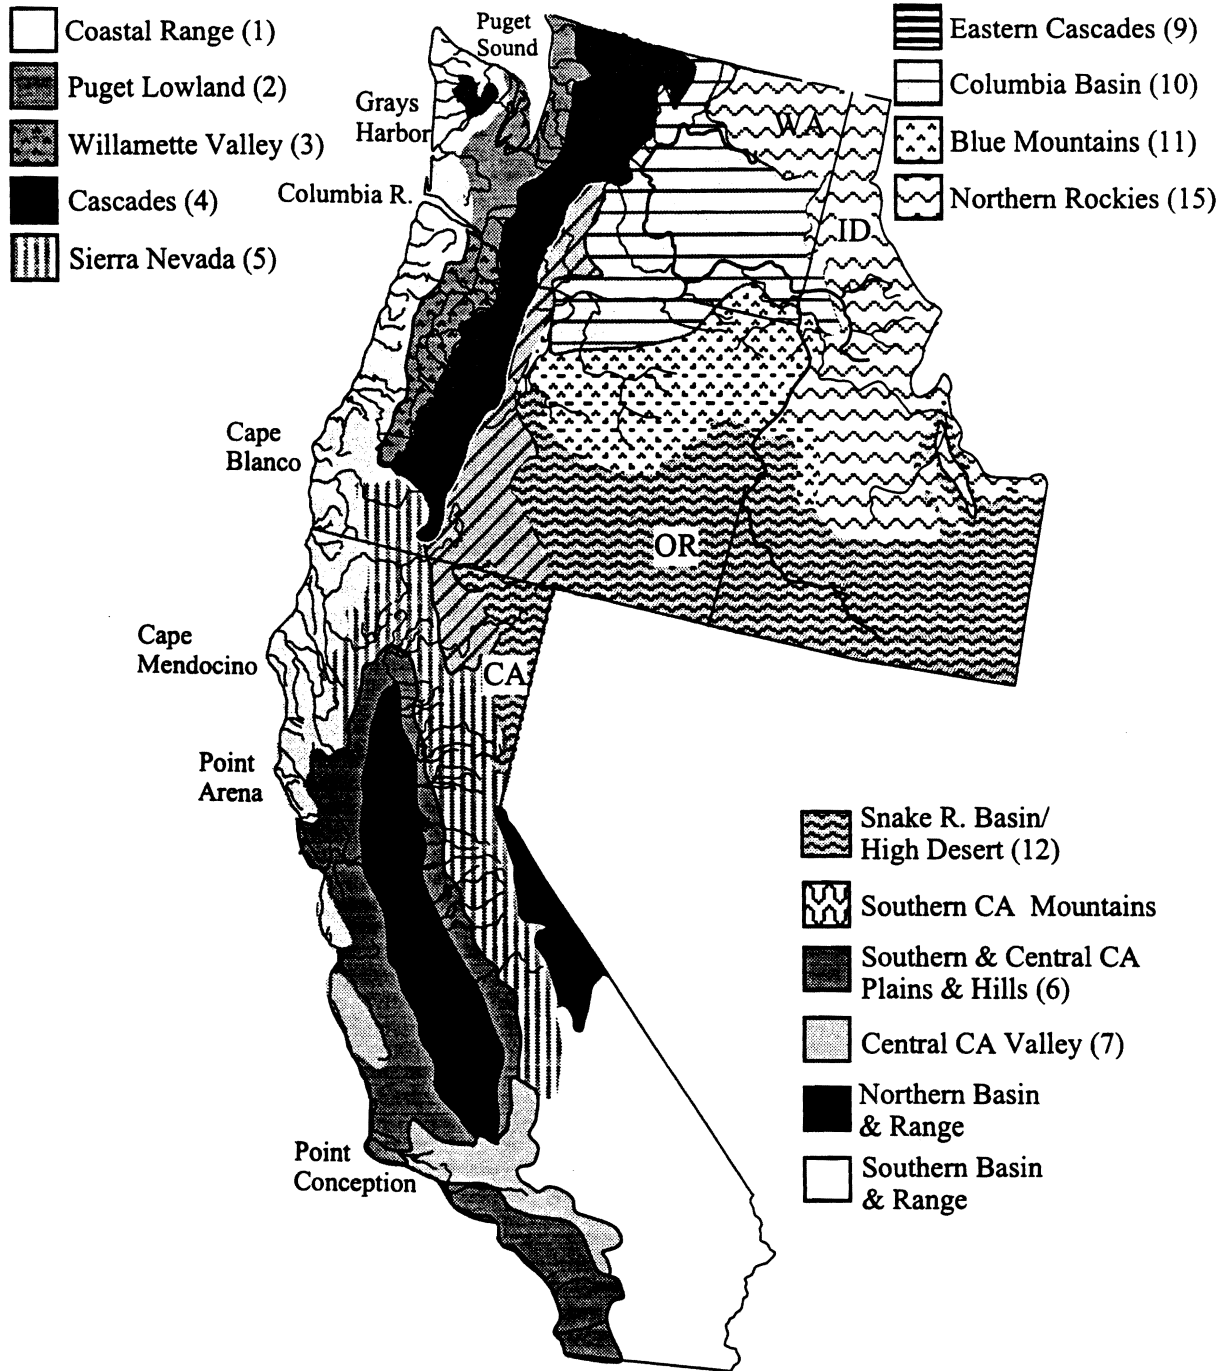 Coastal Range (1)
Puget Lowland (2)
Willamette Valley (3)
Cascades (4)
Sierra Nevada (5)
Puget
Sound
Grays
Harbor
Columbia R.
Eastern Cascades (9)
Columbia Basin (10)
Blue Mountains (11)
Northern Rockies (15)
WA
ID
Cape
Blanco
OR
Cape
Mendocino
CA
Point
Arena
Point
Conception
Snake R. Basin/
High Desert (12)
Southern CA Mountains
Southern & Central CA
Plains & Hills (6)
Central CA Valley (7)
Northern Basin
& Range
Southern Basin
& Range